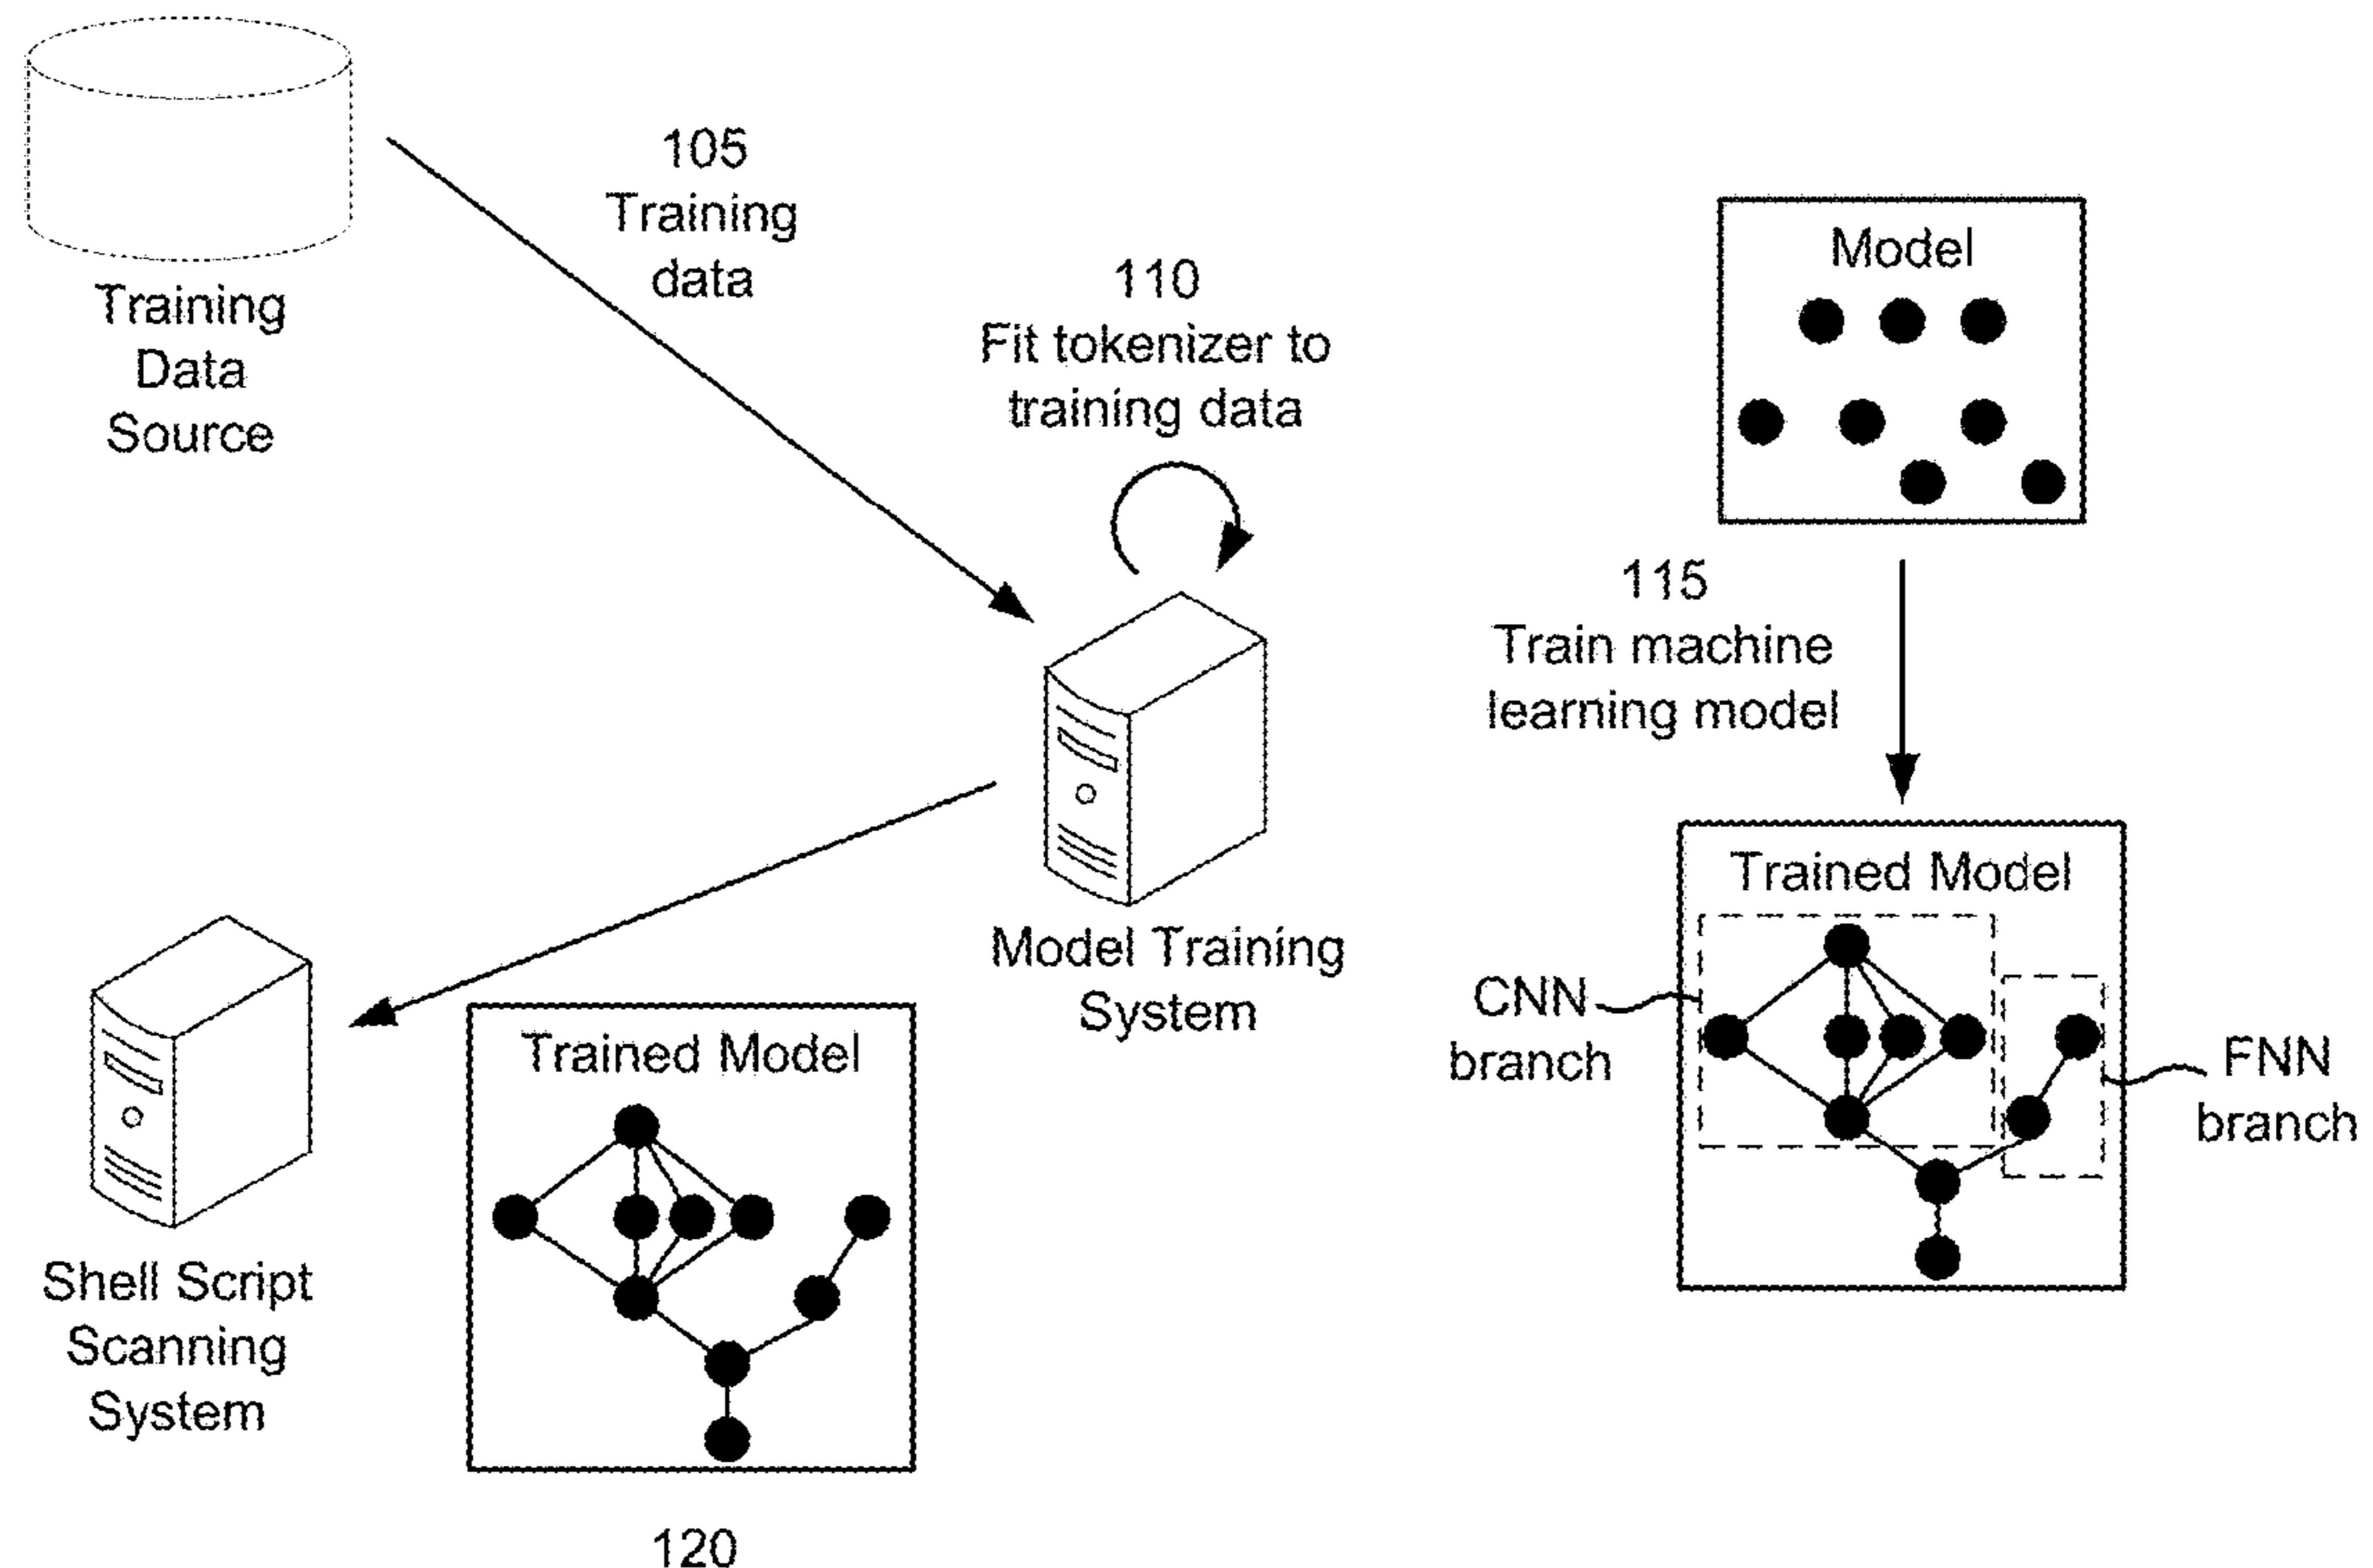 Training
Data
Source
105
Training
data
110
Fit tokenizer to
training data
Model Training
System
Model
115
Train machine
learning model
Trained Model
CNN
branch
FNN
branch
Shell Script
Scanning
System
Trained Model
120